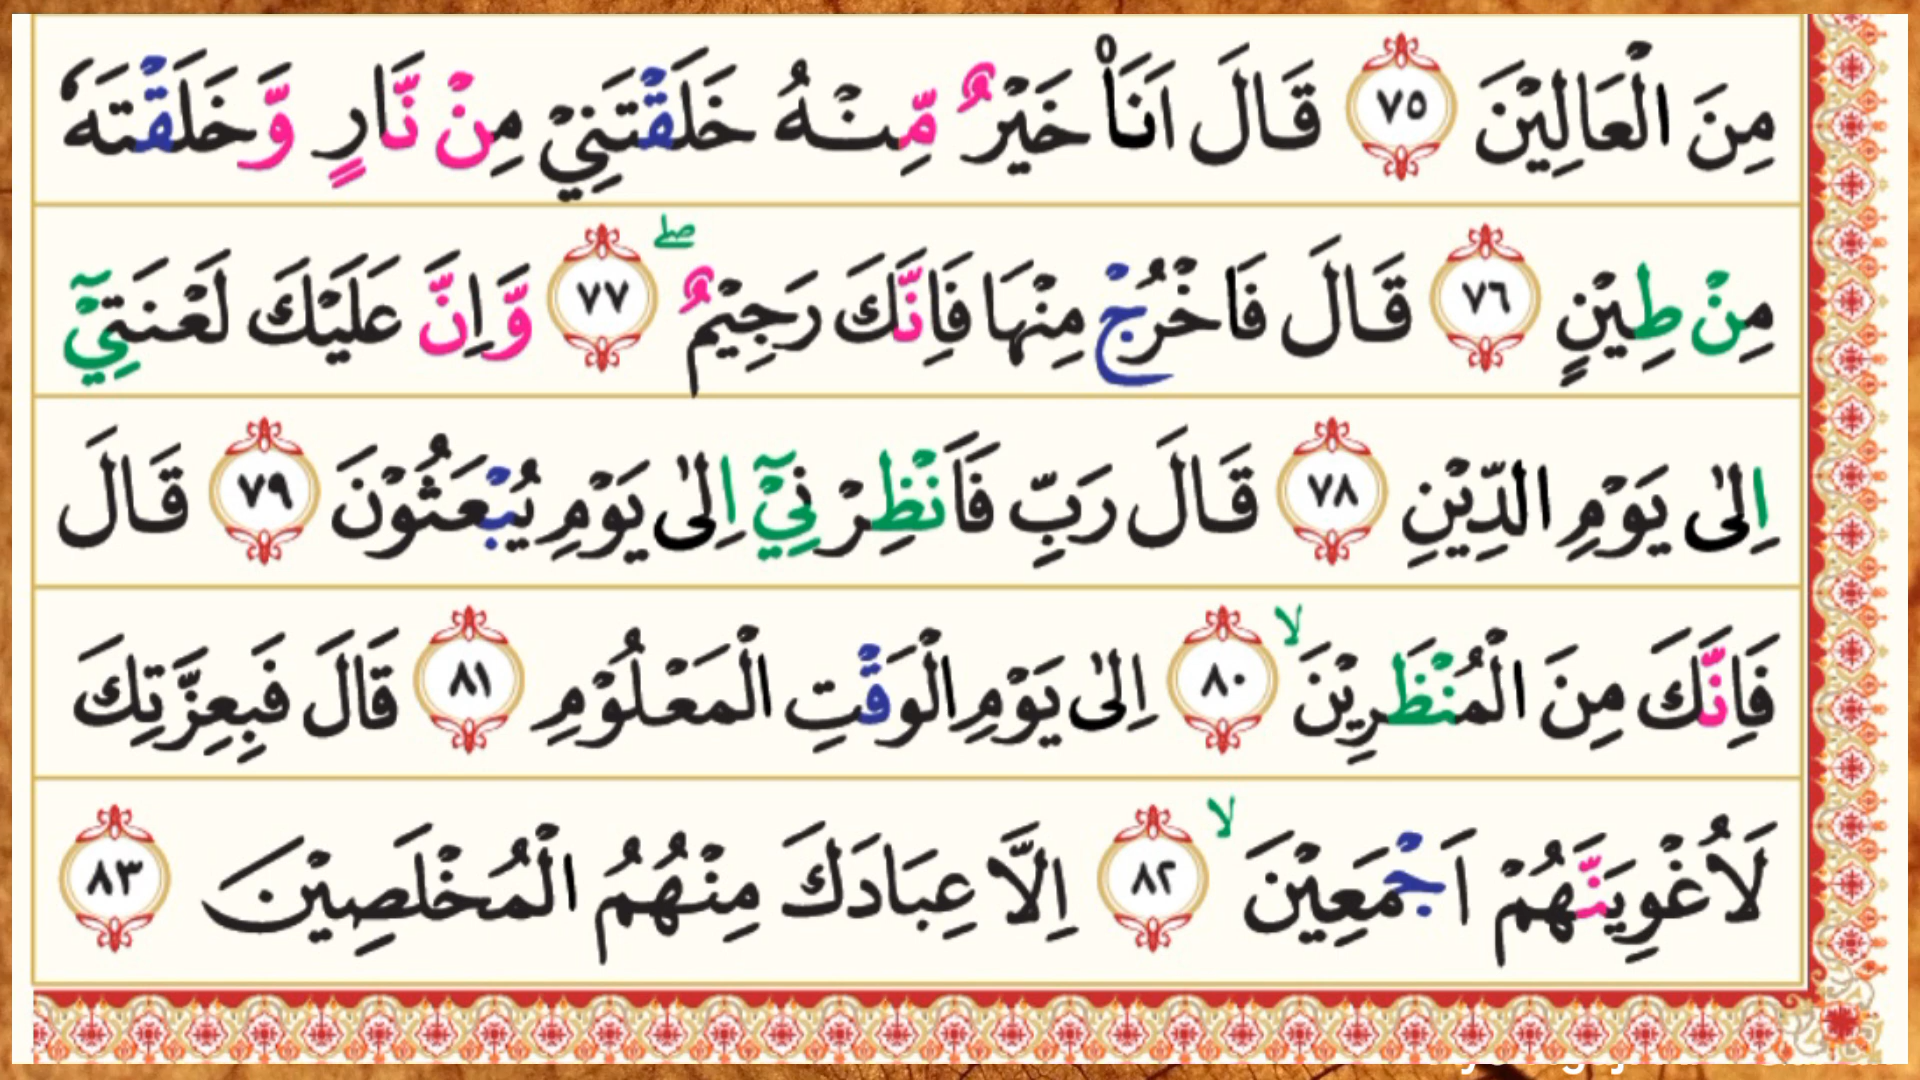 مِنَ الْعَالِيْنَ ﴿٧٥﴾ قَالَ اَنَا۠ خَيْرٌ مِّنْهُ خَلَقْتَنِيْ مِنْ نَّارٍ وَّخَلَقْتَهٗ
مِنْ طِيْنٍ ﴿٧٦﴾ قَالَ فَاخْرُجْ مِنْهَا فَاِنَّكَ رَجِيْمٌ ۖ ﴿٧٧﴾ وَّاِنَّ عَلَيْكَ لَعْنَتِيْٓ
اِلٰى يَوْمِ الدِّيْنِ ﴿٧٨﴾ قَالَ رَبِّ فَاَنْظِرْنِيْٓ اِلٰى يَوْمِ يُبْعَثُوْنَ ﴿٧٩﴾ قَالَ
فَاِنَّكَ مِنَ الْمُنْظَرِيْنَ ۙ ﴿٨٠﴾ اِلٰى يَوْمِ الْوَقْتِ الْمَعْلُوْمِ ﴿٨١﴾ قَالَ فَبِعِزَّتِكَ
لَاُغْوِيَنَّهُمْ اَجْمَعِيْنَ ۙ ﴿٨٢﴾ اِلَّا عِبَادَكَ مِنْهُمُ الْمُخْلَصِيْنَ ﴿٨٣﴾